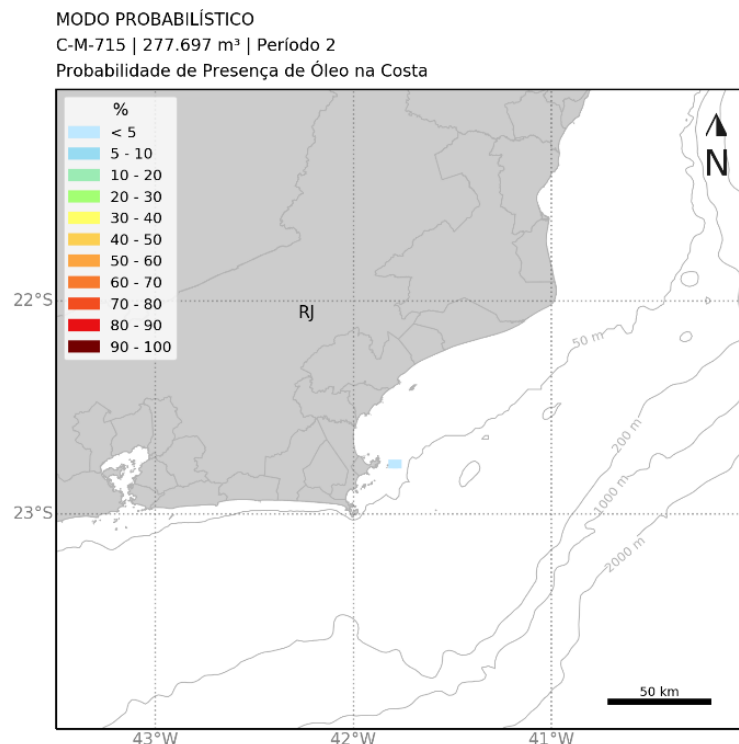 MODO PROBABILÍSTICO
C-M-715 | 277.697 m³ | Período 2
Probabilidade de Presença de Óleo na Costa
%
< 5
5 - 10
10 - 20
20 - 30
30 - 40
40 - 50
50 - 60
60 - 70
70 - 80
80 - 90
90 - 100
N
22°S
RJ
50 m
200 m
1000 m
2000 m
23°S
50 km
43°W
42°W
41°W